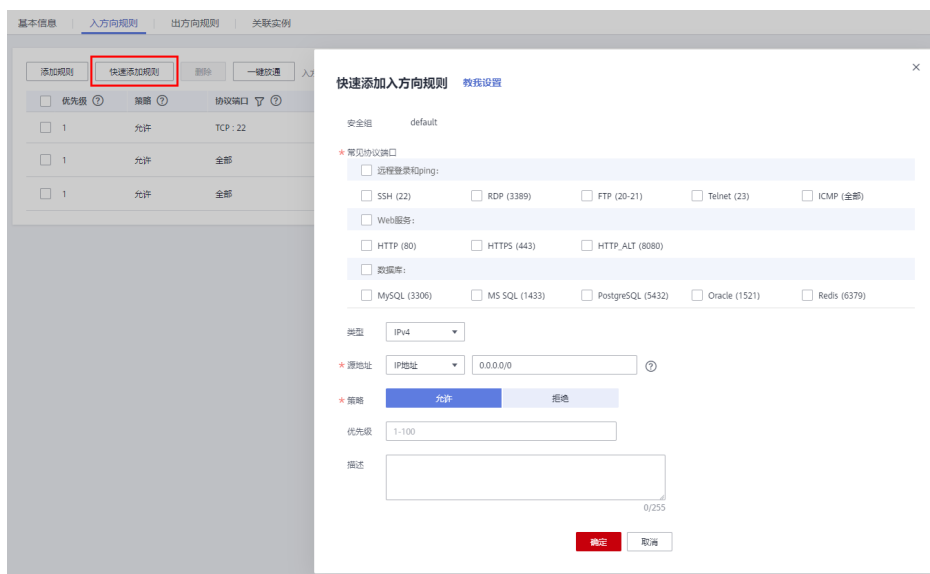 基本信息 入方向规则 出方向规则 关联实例
添加规则 快速添加规则 删除 一键放通 入方
优先级 策略 协议端口
1 允许 TCP : 22
1 允许 全部
1 允许 全部
快速添加入方向规则 教我设置
安全组 default
* 常见协议端口
远程登录和ping:
SSH (22) RDP (3389) FTP (20-21) Telnet (23) ICMP (全部)
Web服务:
HTTP (80) HTTPS (443) HTTP_ALT (8080)
数据库:
MySQL (3306) MS SQL (1433) PostgreSQL (5432) Oracle (1521) Redis (6379)
类型 IPv4
* 源地址 IP地址 0.0.0.0/0
* 策略 允许 拒绝
优先级 1-100
描述
0/255
确定 取消